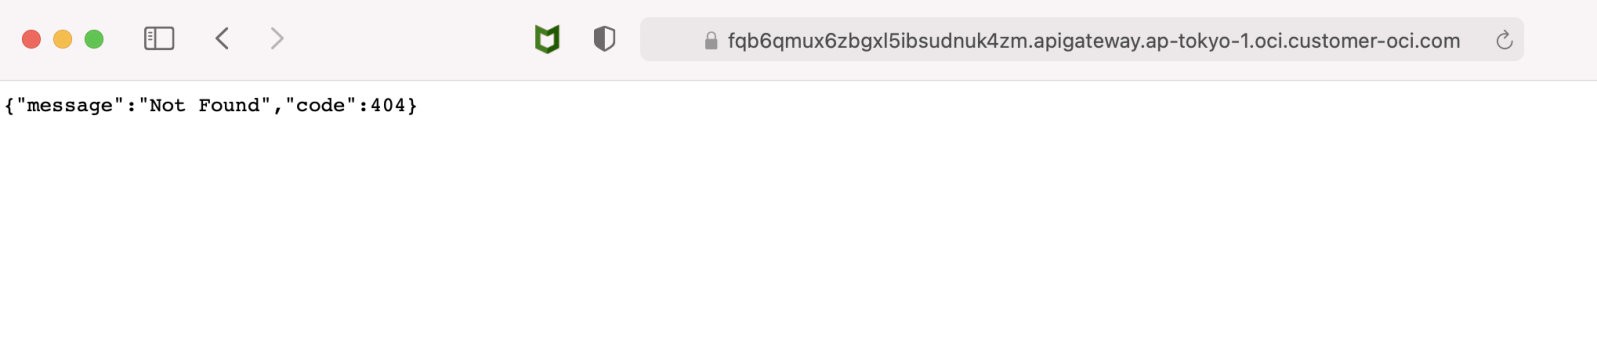 fqb6qmux6zbgxl5ibsudnuk4zm.apigateway.ap-tokyo-1.oci.customer-oci.com
{"message":"Not Found","code":404}